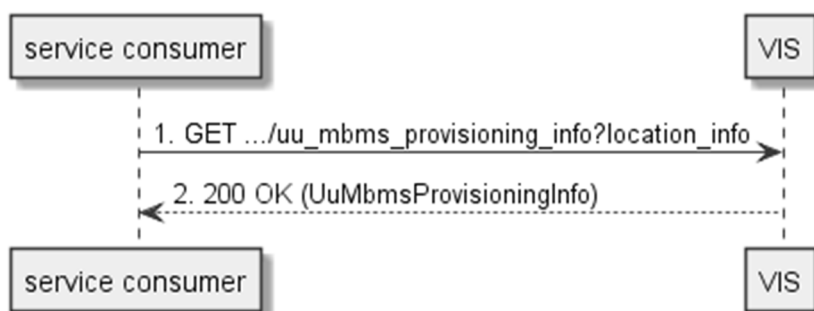 service consumer
VIS
1. GET .../uu_mbms_provisioning_info?location_info
2. 200 OK (UuMbmsProvisioningInfo)
service consumer
VIS